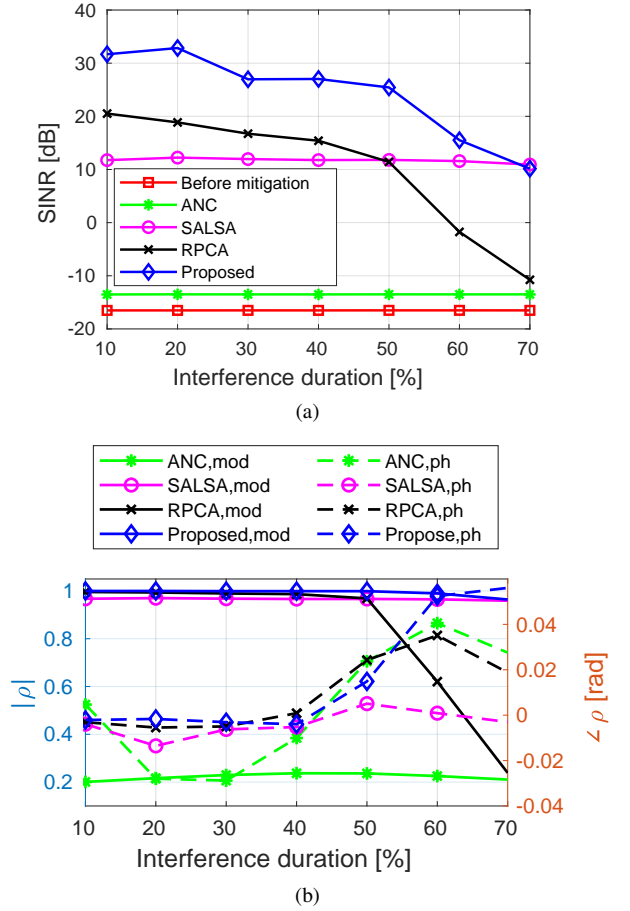 40
30
20
10
0
-10
-20
SINR [dB]
Before mitigation
ANC
SALSA
RPCA
Proposed
10 20 30 40 50 60 70
Interference duration [%]
(a)
ANC,mod ANC,ph
SALSA,mod SALSA,ph
RPCA,mod RPCA,ph
Proposed,mod Propose,ph
1
0.8
0.6
0.4
0.2
|ρ|
0.04
0.02
0
-0.02
-0.04
∠ ρ [rad]
10 20 30 40 50 60 70
Interference duration [%]
(b)